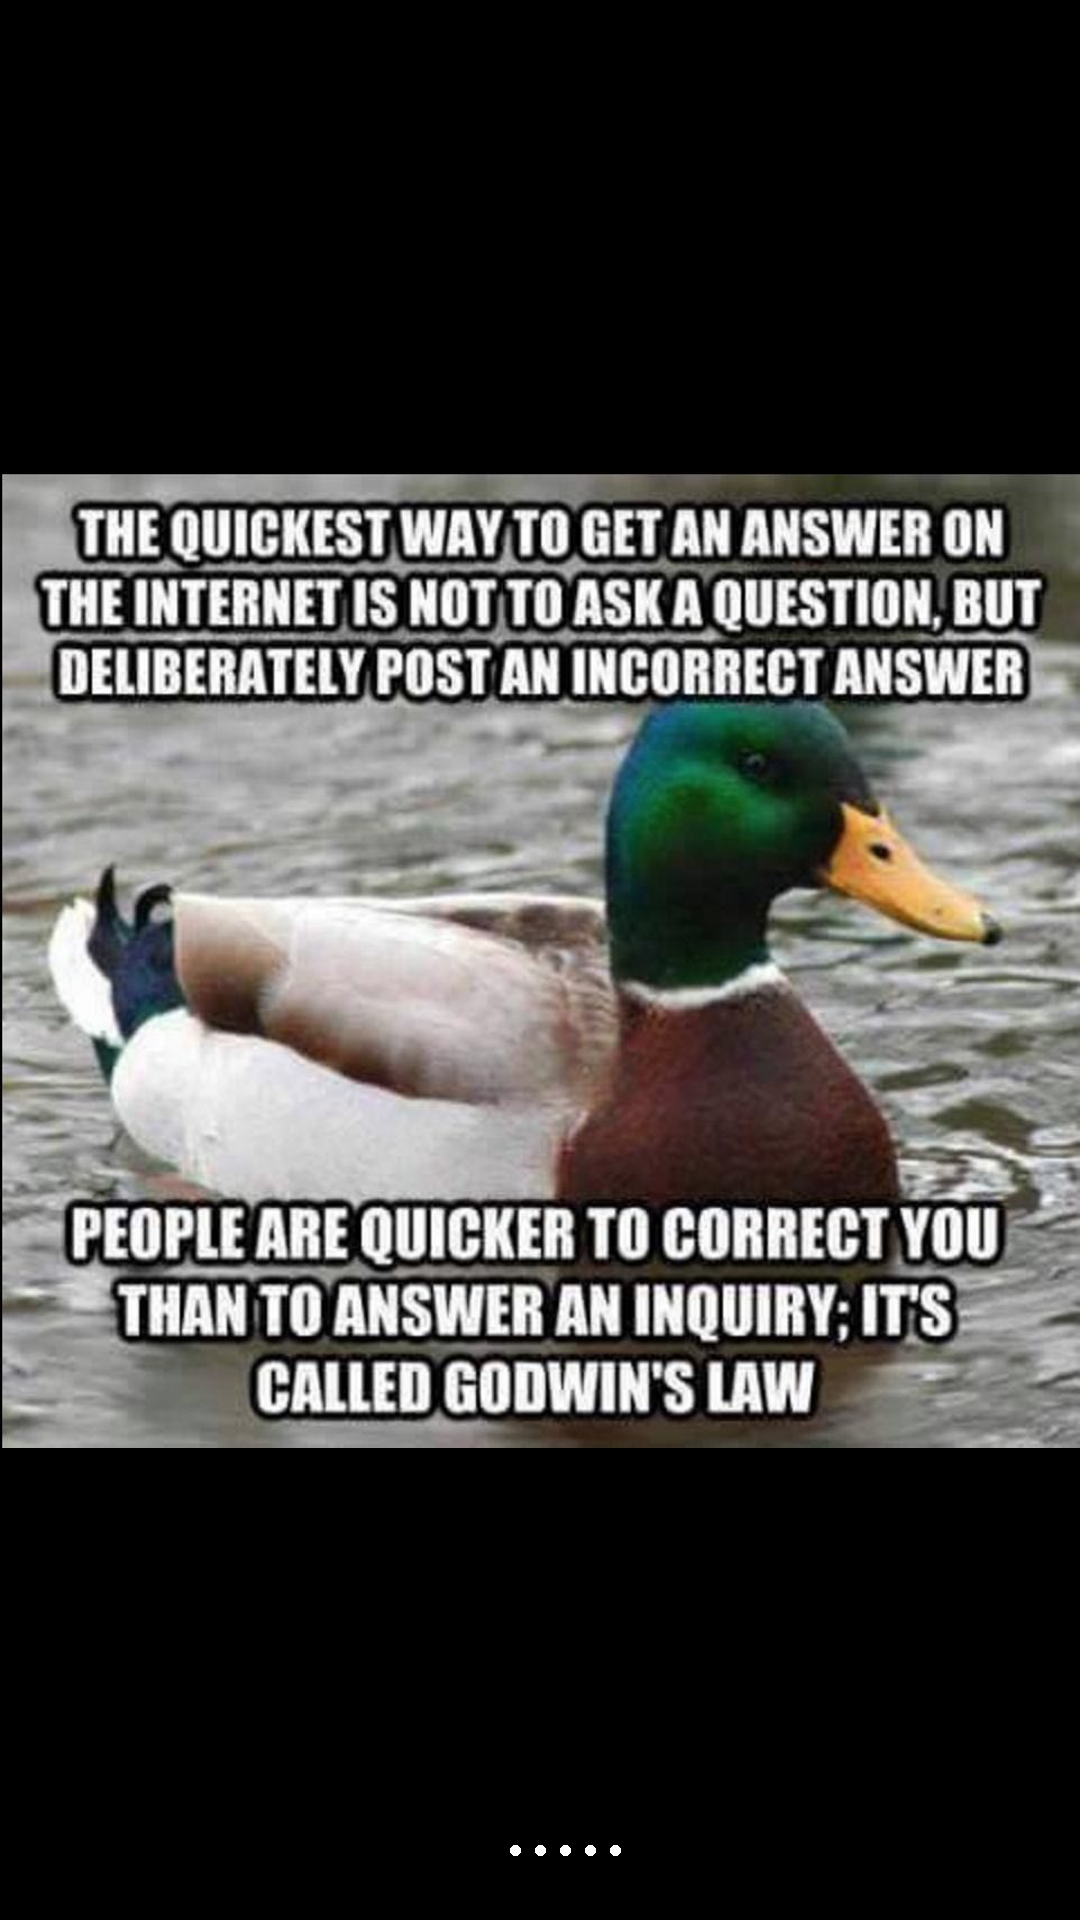 THE QUICKEST WAY TO GET AN ANSWER ON
THE INTERNET IS NOT TO ASK A QUESTION, BUT
DELIBERATELY POST AN INCORRECT ANSWER
PEOPLE ARE QUICKER TO CORRECT YOU
THAN TO ANSWER AN INQUIRY; IT'S
CALLED GODWIN'S LAW